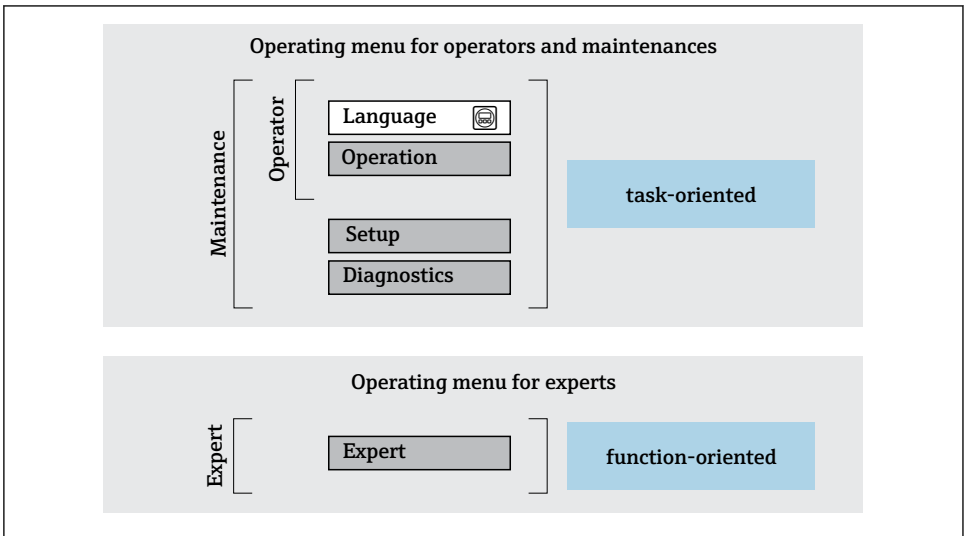 Operating menu for operators and maintenances
Maintenance
Operator
Language
Operation
Setup
Diagnostics
task-oriented
Operating menu for experts
Expert
Expert
function-oriented